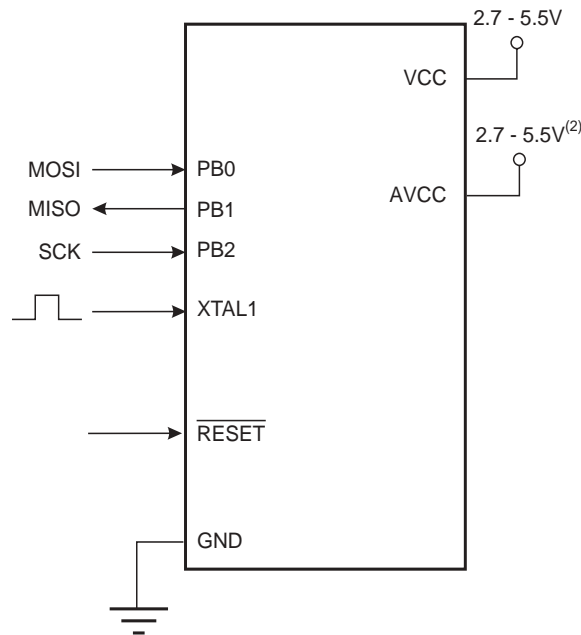 2.7 - 5.5V
VCC
2.7 - 5.5V(2)
AVCC
MOSI PB0
MISO PB1
SCK PB2
XTAL1
RESET
GND